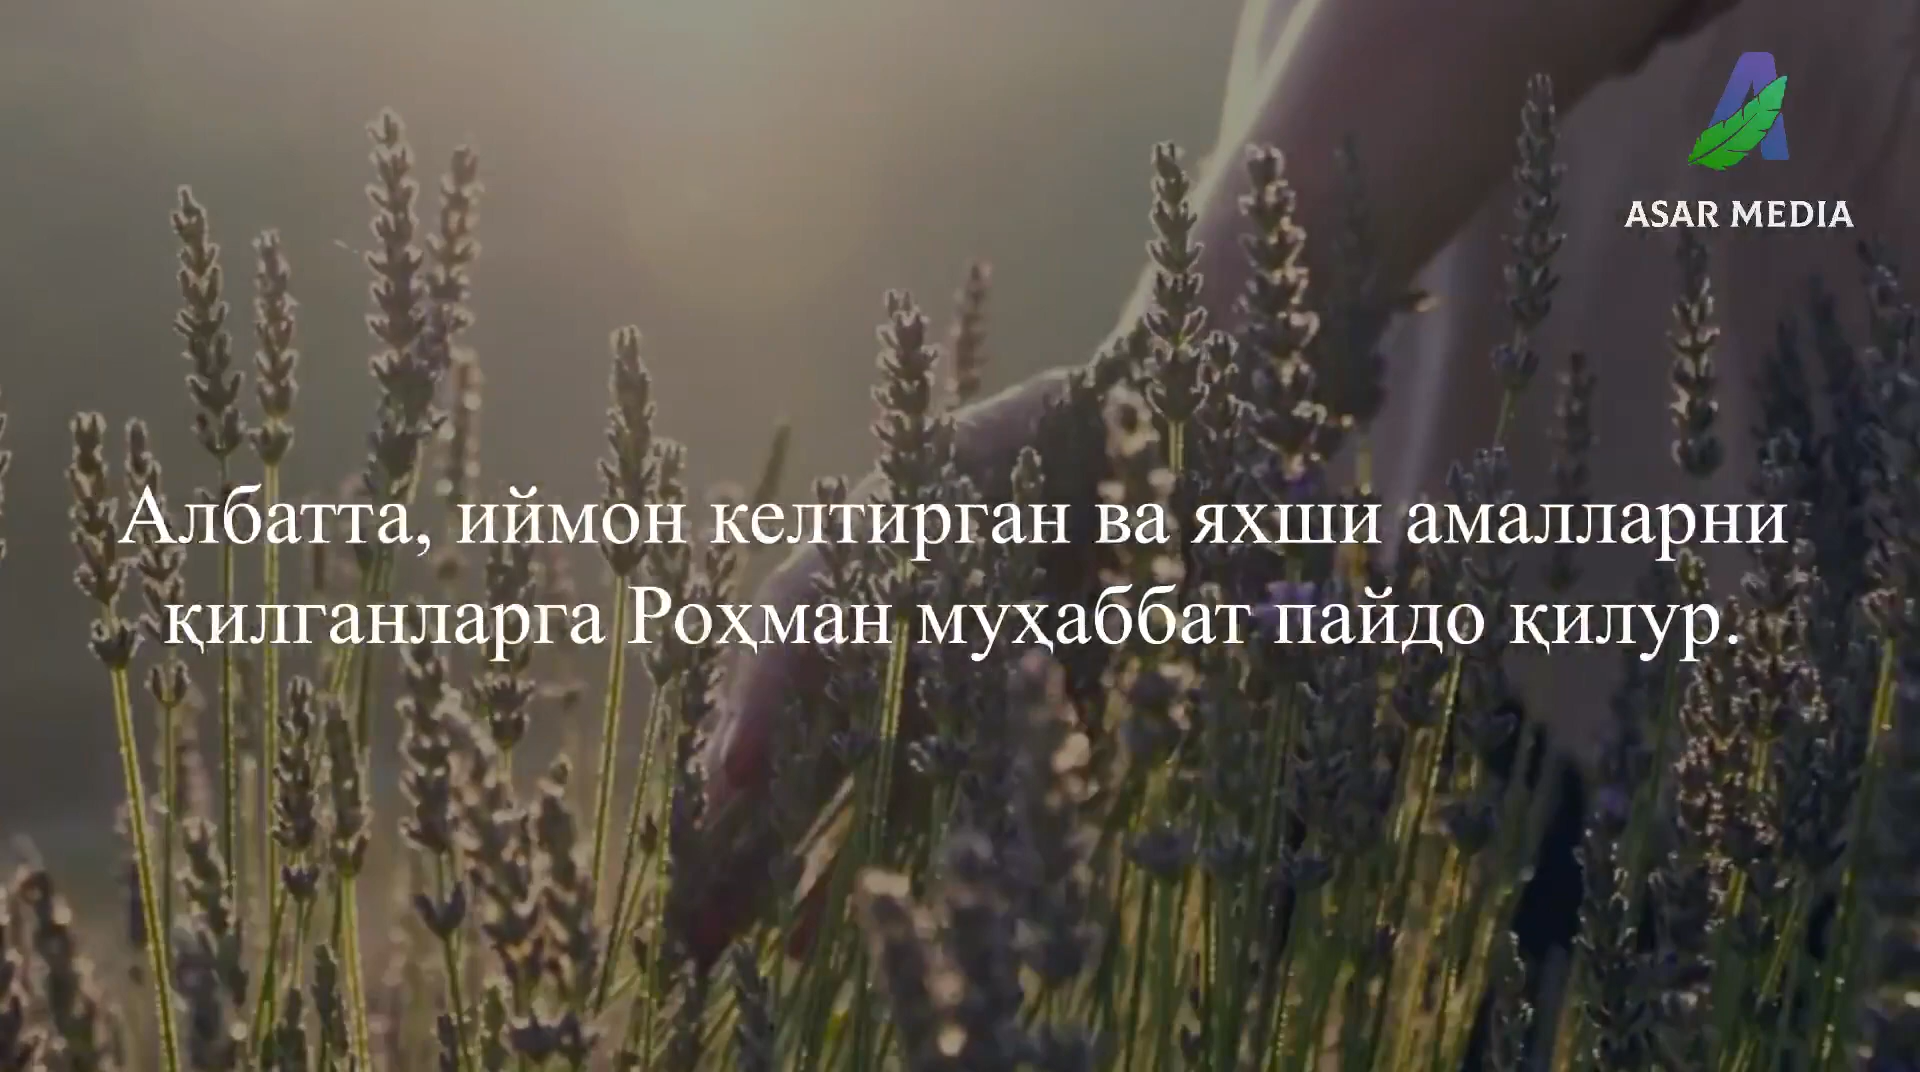 ASAR MEDIA
Албатта, иймон келтирган ва яхши амалларни
қилганларга Роҳман муҳаббат пайдо қилур.